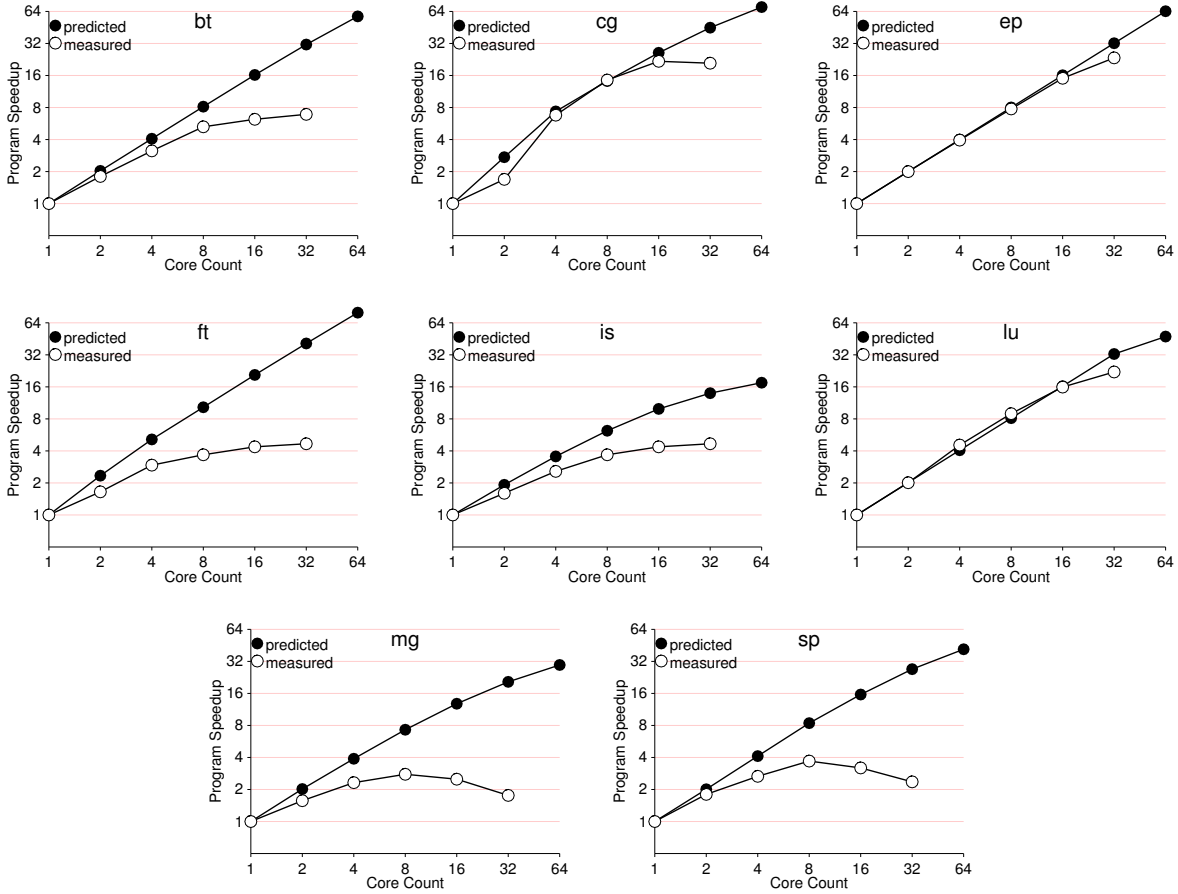 bt
predicted
measured
Program Speedup
64
32
16
8
4
2
1
1 2 4 8 16 32 64
Core Count
cg
predicted
measured
Program Speedup
64
32
16
8
4
2
1
1 2 4 8 16 32 64
Core Count
ep
predicted
measured
Program Speedup
64
32
16
8
4
2
1
1 2 4 8 16 32 64
Core Count
ft
predicted
measured
Program Speedup
64
32
16
8
4
2
1
1 2 4 8 16 32 64
Core Count
is
predicted
measured
Program Speedup
64
32
16
8
4
2
1
1 2 4 8 16 32 64
Core Count
lu
predicted
measured
Program Speedup
64
32
16
8
4
2
1
1 2 4 8 16 32 64
Core Count
mg
predicted
measured
Program Speedup
64
32
16
8
4
2
1
1 2 4 8 16 32 64
Core Count
sp
predicted
measured
Program Speedup
64
32
16
8
4
2
1
1 2 4 8 16 32 64
Core Count